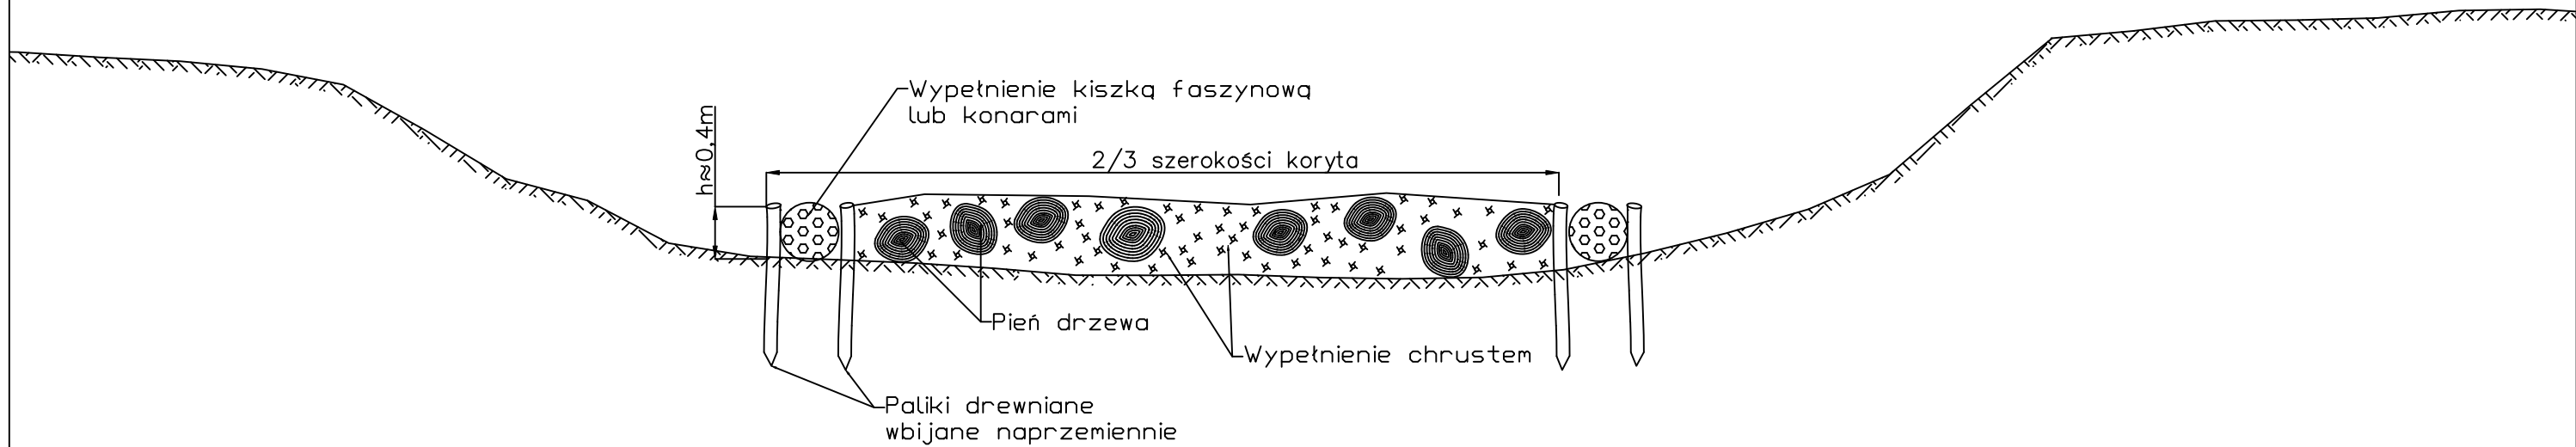 Wypełnienie kiszką faszynową
lub konarami
h≈0,4m
2/3 szerokości koryta
Pień drzewa
Wypełnienie chrustem
Paliki drewniane
wbijane naprzemiennie